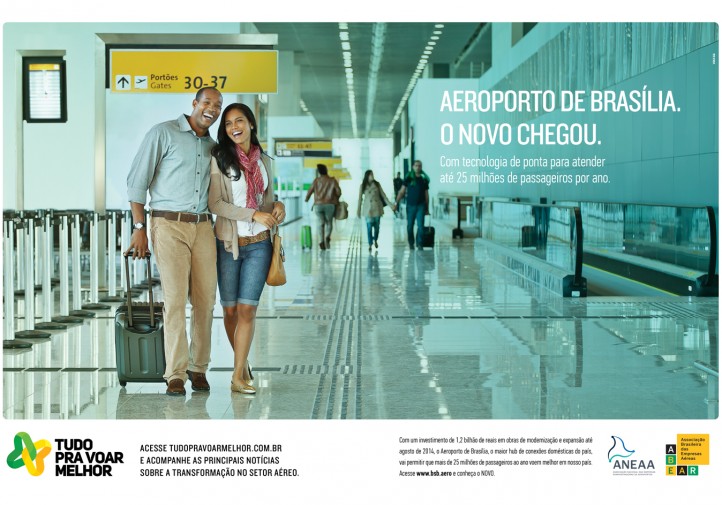 Portões
Gates 30-37
AEROPORTO DE BRASÍLIA.
O NOVO CHEGOU.
Com tecnologia de ponta para atender
até 25 milhões de passageiros por ano.
TUDO
PRA VOAR
MELHOR
ACESSE TUDOPRAVOARMELHOR.COM.BR
E ACOMPANHE AS PRINCIPAIS NOTÍCIAS
SOBRE A TRANSFORMAÇÃO NO SETOR AÉREO.
Com um investimento de 1,2 bilhão de reais em obras de modernização e expansão até
agosto de 2014, o Aeroporto de Brasília, o maior hub de conexões domésticas do país,
vai permitir que mais de 25 milhões de passageiros ao ano voem melhor em nosso país.
Acesse www.bsb.aero e conheça o NOVO.
ANEAA
Associação
Brasileira
das
Empresas
Aéreas
A
B
EAR